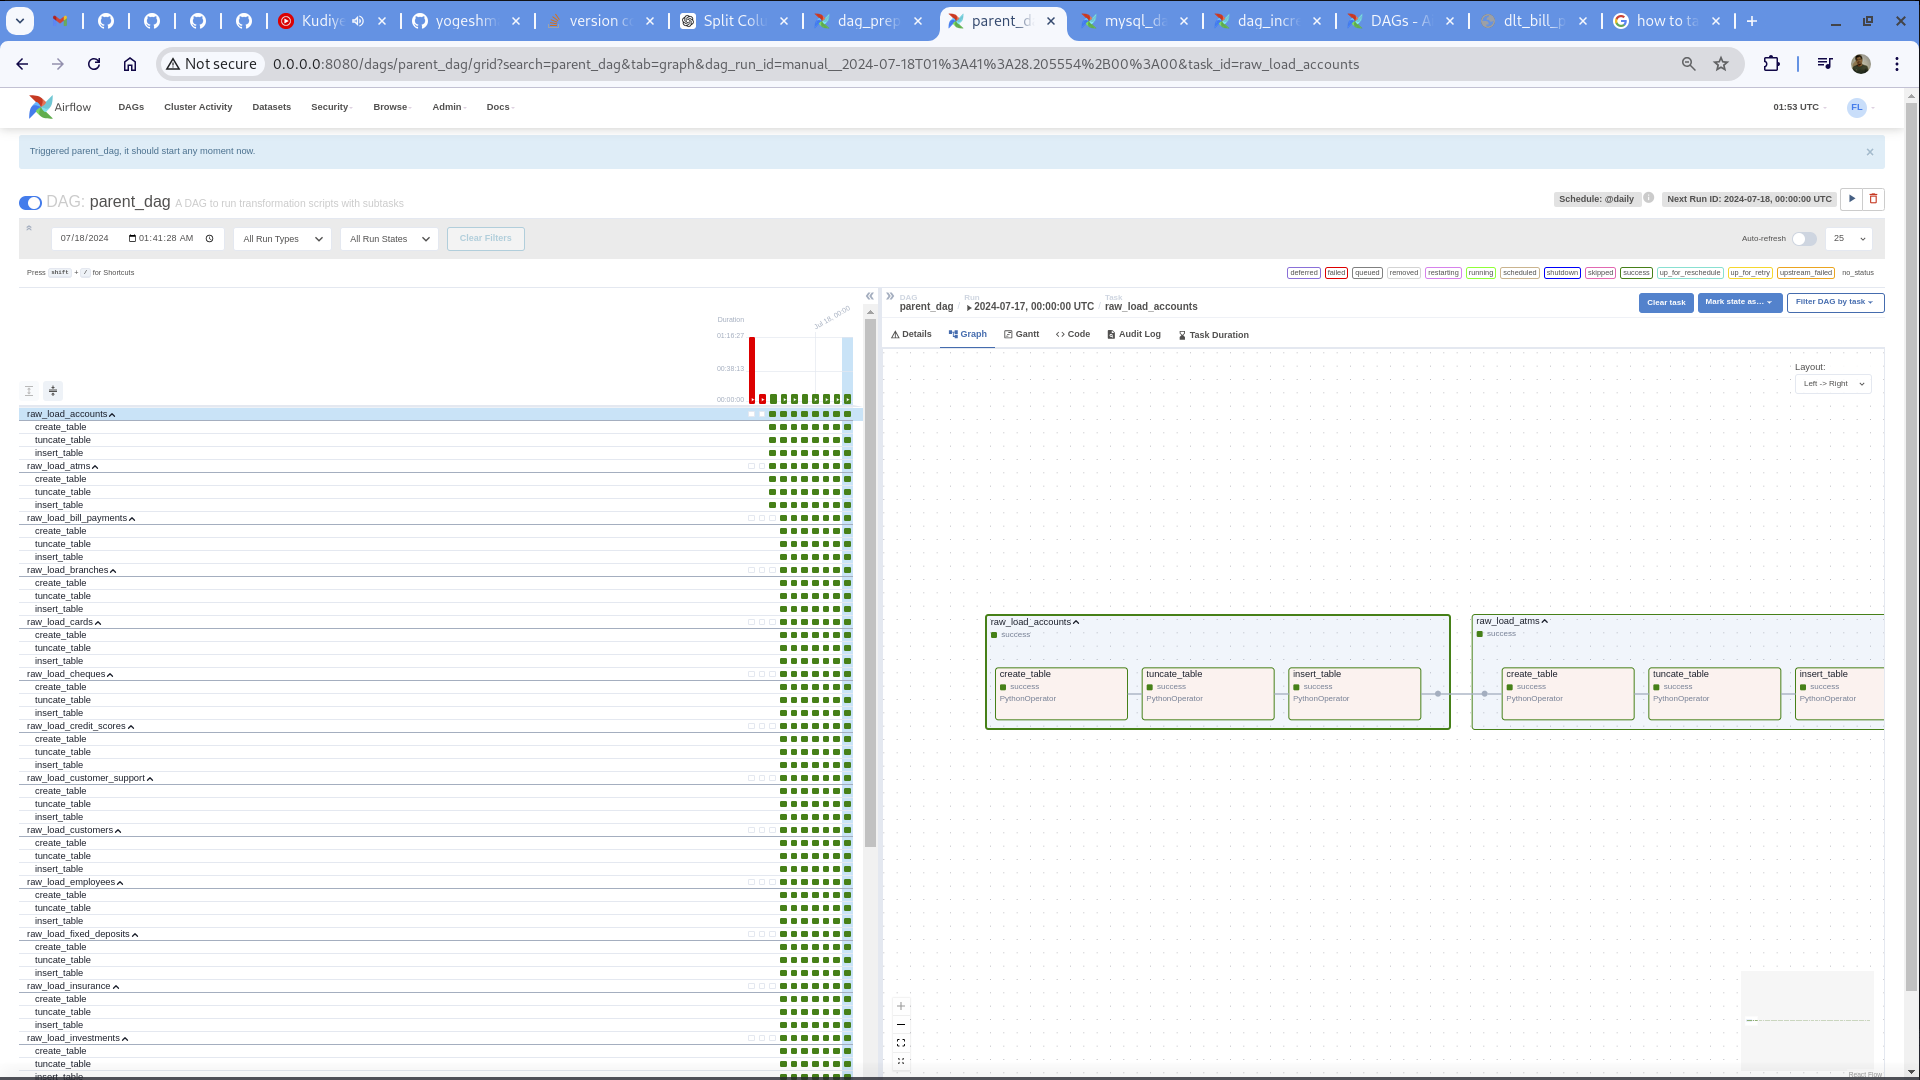 Kudiye
yogeshm
version c
Split Colu
dag_prep
parent_d
mysql_da
dag_incr
DAGs - A
dlt_bill_p
how to ta
Not secure
0.0.0.0:8080/dags/parent_dag/grid?search=parent_dag&tab=graph&dag_run_id=manual__2024-07-18T01%3A41%3A28.205554%2B00%3A00&task_id=raw_load_accounts
Airflow
DAGs
Cluster Activity
Datasets
Security
Browse
Admin
Docs
01:53 UTC
FL
Triggered parent_dag, it should start any moment now.
×
DAG: parent_dag A DAG to run transformation scripts with subtasks
Schedule: @daily
Next Run ID: 2024-07-18, 00:00:00 UTC
07/18/2024 01:41:28 AM
All Run Types
All Run States
Clear Filters
Auto-refresh
25
Press shift + / for Shortcuts
deferred failed queued removed restarting running scheduled shutdown skipped success up_for_reschedule up_for_retry upstream_failed no_status
Duration
Jul 18, 00:00
01:16:27
00:38:13
00:00:00
raw_load_accounts
create_table
tuncate_table
insert_table
raw_load_atms
create_table
tuncate_table
insert_table
raw_load_bill_payments
create_table
tuncate_table
insert_table
raw_load_branches
create_table
tuncate_table
insert_table
raw_load_cards
create_table
tuncate_table
insert_table
raw_load_cheques
create_table
tuncate_table
insert_table
raw_load_credit_scores
create_table
tuncate_table
insert_table
raw_load_customer_support
create_table
tuncate_table
insert_table
raw_load_customers
create_table
tuncate_table
insert_table
raw_load_employees
create_table
tuncate_table
insert_table
raw_load_fixed_deposits
create_table
tuncate_table
insert_table
raw_load_insurance
create_table
tuncate_table
insert_table
raw_load_investments
create_table
tuncate_table
insert_table
DAG
parent_dag
/
Run
2024-07-17, 00:00:00 UTC
/
Task
raw_load_accounts
Clear task
Mark state as...
Filter DAG by task
Details
Graph
Gantt
Code
Audit Log
Task Duration
Layout:
Left -> Right
raw_load_accounts
success
create_table
success
PythonOperator
tuncate_table
success
PythonOperator
insert_table
success
PythonOperator
raw_load_atms
success
create_table
success
PythonOperator
tuncate_table
success
PythonOperator
insert_table
success
PythonOperator
React Flow